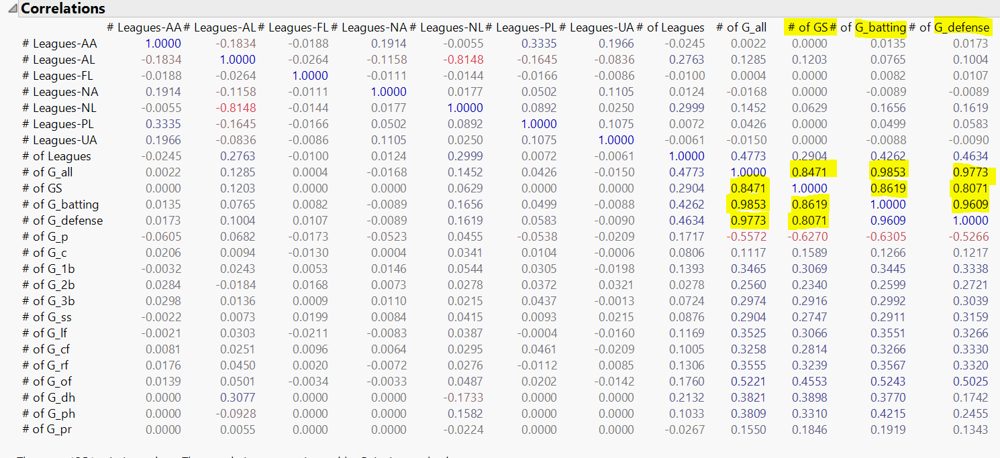 Correlations
# Leagues-AA # Leagues-AL # Leagues-FL # Leagues-NA # Leagues-NL # Leagues-PL # Leagues-UA # of Leagues # of G_all # of GS # of G_batting # of G_defense
# Leagues-AA 1.0000 -0.1834 -0.0188 0.1914 -0.0055 0.3335 0.1966 -0.0245 0.0022 0.0000 0.0135 0.0173
# Leagues-AL -0.1834 1.0000 -0.0264 -0.1158 -0.8148 -0.1645 -0.0836 0.2763 0.1285 0.1203 0.0765 0.1004
# Leagues-FL -0.0188 -0.0264 1.0000 -0.0111 -0.0144 -0.0166 -0.0086 -0.0100 0.0004 0.0000 0.0082 0.0107
# Leagues-NA 0.1914 -0.1158 -0.0111 1.0000 0.0177 0.0502 0.1105 0.0124 -0.0168 0.0000 -0.0089 -0.0089
# Leagues-NL -0.0055 -0.8148 -0.0144 0.0177 1.0000 0.0892 0.0250 0.2999 0.1452 0.0629 0.1656 0.1619
# Leagues-PL 0.3335 -0.1645 -0.0166 0.0502 0.0892 1.0000 0.1075 0.0072 0.0426 0.0000 0.0499 0.0583
# Leagues-UA 0.1966 -0.0836 -0.0086 0.1105 0.0250 0.1075 1.0000 -0.0061 -0.0150 0.0000 -0.0088 -0.0090
# of Leagues -0.0245 0.2763 -0.0100 0.0124 0.2999 0.0072 -0.0061 1.0000 0.4773 0.2904 0.4262 0.4634
# of G_all 0.0022 0.1285 0.0004 -0.0168 0.1452 0.0426 -0.0150 0.4773 1.0000 0.8471 0.9853 0.9773
# of GS 0.0000 0.1203 0.0000 0.0000 0.0629 0.0000 0.0000 0.2904 0.8471 1.0000 0.8619 0.8071
# of G_batting 0.0135 0.0765 0.0082 -0.0089 0.1656 0.0499 -0.0088 0.4262 0.9853 0.8619 1.0000 0.9609
# of G_defense 0.0173 0.1004 0.0107 -0.0089 0.1619 0.0583 -0.0090 0.4634 0.9773 0.8071 0.9609 1.0000
# of G_p -0.0605 0.0682 -0.0173 -0.0523 0.0455 -0.0538 -0.0209 0.1717 -0.5572 -0.6270 -0.6305 -0.5266
# of G_c 0.0206 0.0094 -0.0130 0.0004 0.0341 0.0104 -0.0006 0.0806 0.1117 0.1589 0.1266 0.1217
# of G_1b -0.0032 0.0243 0.0053 0.0146 0.0544 0.0305 -0.0198 0.1393 0.3465 0.3069 0.3445 0.3338
# of G_2b 0.0284 -0.0184 0.0168 0.0073 0.0278 0.0372 0.0321 0.0278 0.2560 0.2340 0.2599 0.2721
# of G_3b 0.0298 0.0136 0.0009 0.0110 0.0215 0.0437 -0.0013 0.0724 0.2974 0.2916 0.2992 0.3039
# of G_ss -0.0022 0.0073 0.0199 0.0084 0.0415 0.0093 0.0215 0.0876 0.2904 0.2747 0.2911 0.3159
# of G_lf -0.0021 0.0303 -0.0211 -0.0083 0.0387 -0.0004 -0.0160 0.1169 0.3525 0.3066 0.3551 0.3266
# of G_cf 0.0081 0.0251 0.0096 0.0064 0.0295 0.0461 -0.0209 0.1005 0.3258 0.2814 0.3266 0.3330
# of G_rf 0.0176 0.0450 0.0020 -0.0072 0.0276 -0.0112 0.0085 0.1306 0.3555 0.3239 0.3567 0.3320
# of G_of 0.0139 0.0501 -0.0034 -0.0033 0.0487 0.0202 -0.0142 0.1760 0.5221 0.4553 0.5243 0.5025
# of G_dh 0.0000 0.3077 0.0000 0.0000 -0.1733 0.0000 0.0000 0.2132 0.3821 0.3898 0.3770 0.1742
# of G_ph 0.0000 -0.0928 0.0000 0.0000 0.1582 0.0000 0.0000 0.1033 0.3809 0.3310 0.4215 0.2455
# of G_pr 0.0000 0.0055 0.0000 0.0000 -0.0224 0.0000 0.0000 -0.0267 0.1550 0.1846 0.1919 0.1343